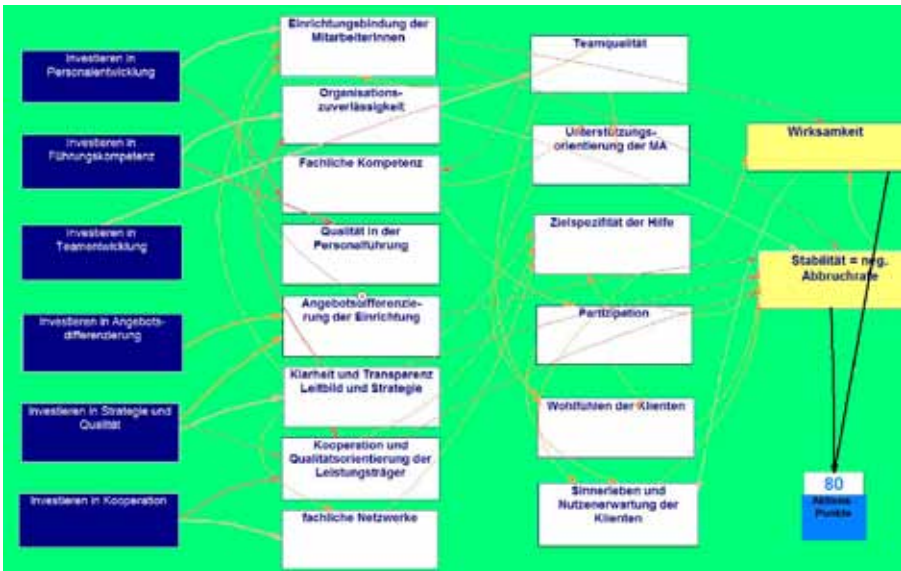 Investieren in
Personalentwicklung
Investieren in
Führungskompetenz
Investieren in
Teamentwicklung
Investieren in Angebots-
differenzierung
Investieren in Strategie und
Qualität
Investieren in Kooperation
Einrichtungsbindung der
MitarbeiterInnen
Organisations-
zuverlässigkeit
Fachliche Kompetenz
Qualität in der
Personalführung
Angebotsdifferenzie-
rung der Einrichtung
Klarheit und Transparenz
Leitbild und Strategie
Kooperation und
Qualitätsorientierung der
Leistungsträger
fachliche Netzwerke
Teamqualität
Unterstützungs-
orientierung der MA
Zielspezifität der Hilfe
Partizipation
Wohlfühlen der Klienten
Sinnerleben und
Nutzenerwartung der
Klienten
Wirksamkeit
Stabilität = neg.
Abbruchrate
80
Aktions
Punkte